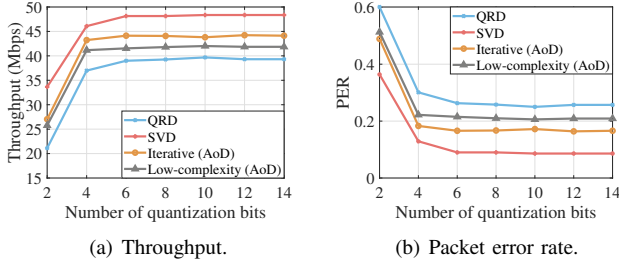 Throughput (Mbps)
50
45
40
35
30
25
20
15
QRD
SVD
Iterative (AoD)
Low-complexity (AoD)
2 4 6 8 10 12 14
Number of quantization bits
(a) Throughput.
PER
0.6
0.4
0.2
0
QRD
SVD
Iterative (AoD)
Low-complexity (AoD)
2 4 6 8 10 12 14
Number of quantization bits
(b) Packet error rate.